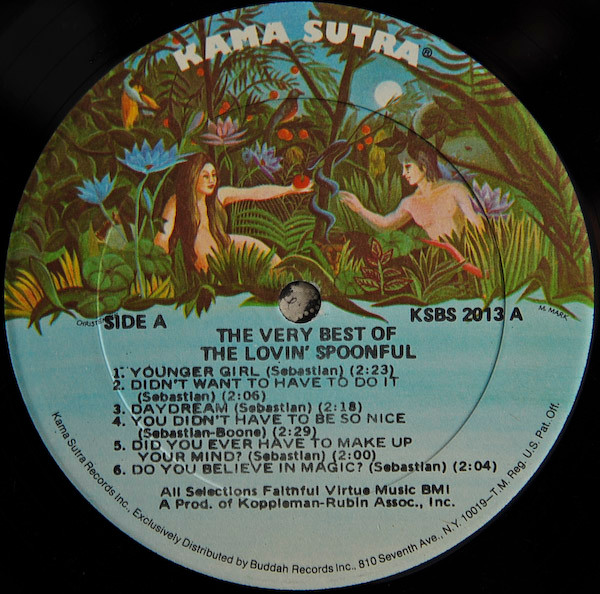 KAMA SUTRA®
M. MARK
SIDE A
KSBS 2013 A
THE VERY BEST OF
THE LOVIN' SPOONFUL
1. YOUNGER GIRL (Sebastian) (2:23)
2. DIDN'T WANT TO HAVE TO DO IT
(Sebastian) (2:06)
3. DAYDREAM (Sebastian) (2:18)
4. YOU DIDN'T HAVE TO BE SO NICE
(Sebastian-Boone) (2:29)
5. DID YOU EVER HAVE TO MAKE UP
YOUR MIND? (Sebastian) (2:00)
6. DO YOU BELIEVE IN MAGIC? (Sebastian) (2:04)
All Selections Faithful Virtue Music BMI
A Prod. of Koppleman-Rubin Assoc., Inc.
Kama Sutra Records Inc., Exclusively Distributed by Buddah Records Inc., 810 Seventh Ave., N.Y. 10019–T.M. Reg. U.S. Pat. Off.